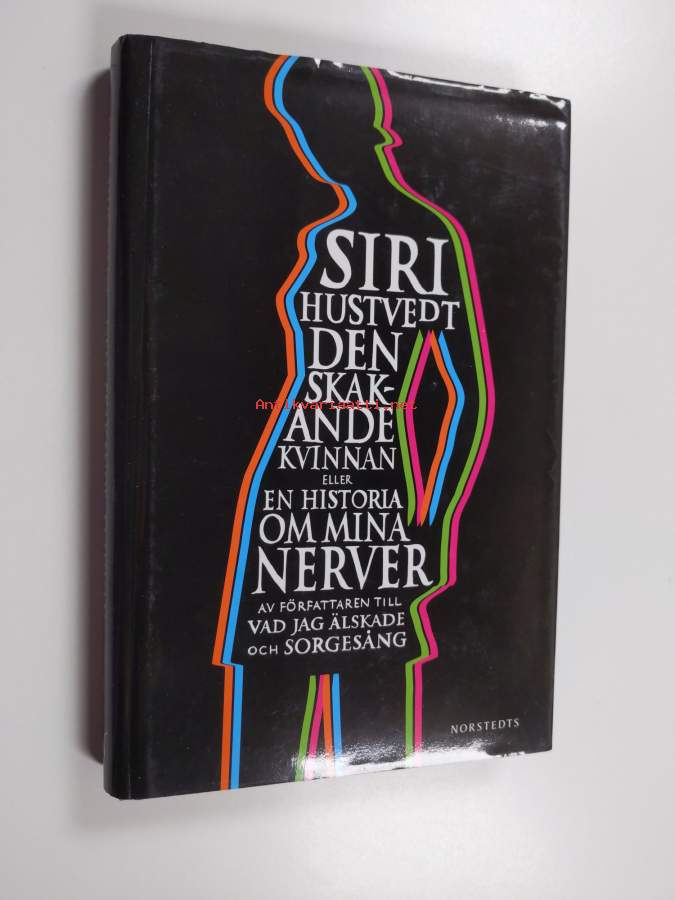 SIRI
HUSTVEDT
DEN
SKAK-
ANDE
KVINNAN
ELLER
EN HISTORIA
OM MINA
NERVER
AV FÖRFATTAREN TILL
VAD JAG ÄLSKADE
OCH SORGESÅNG
NORSTEDTS
Antikvariaatti.net